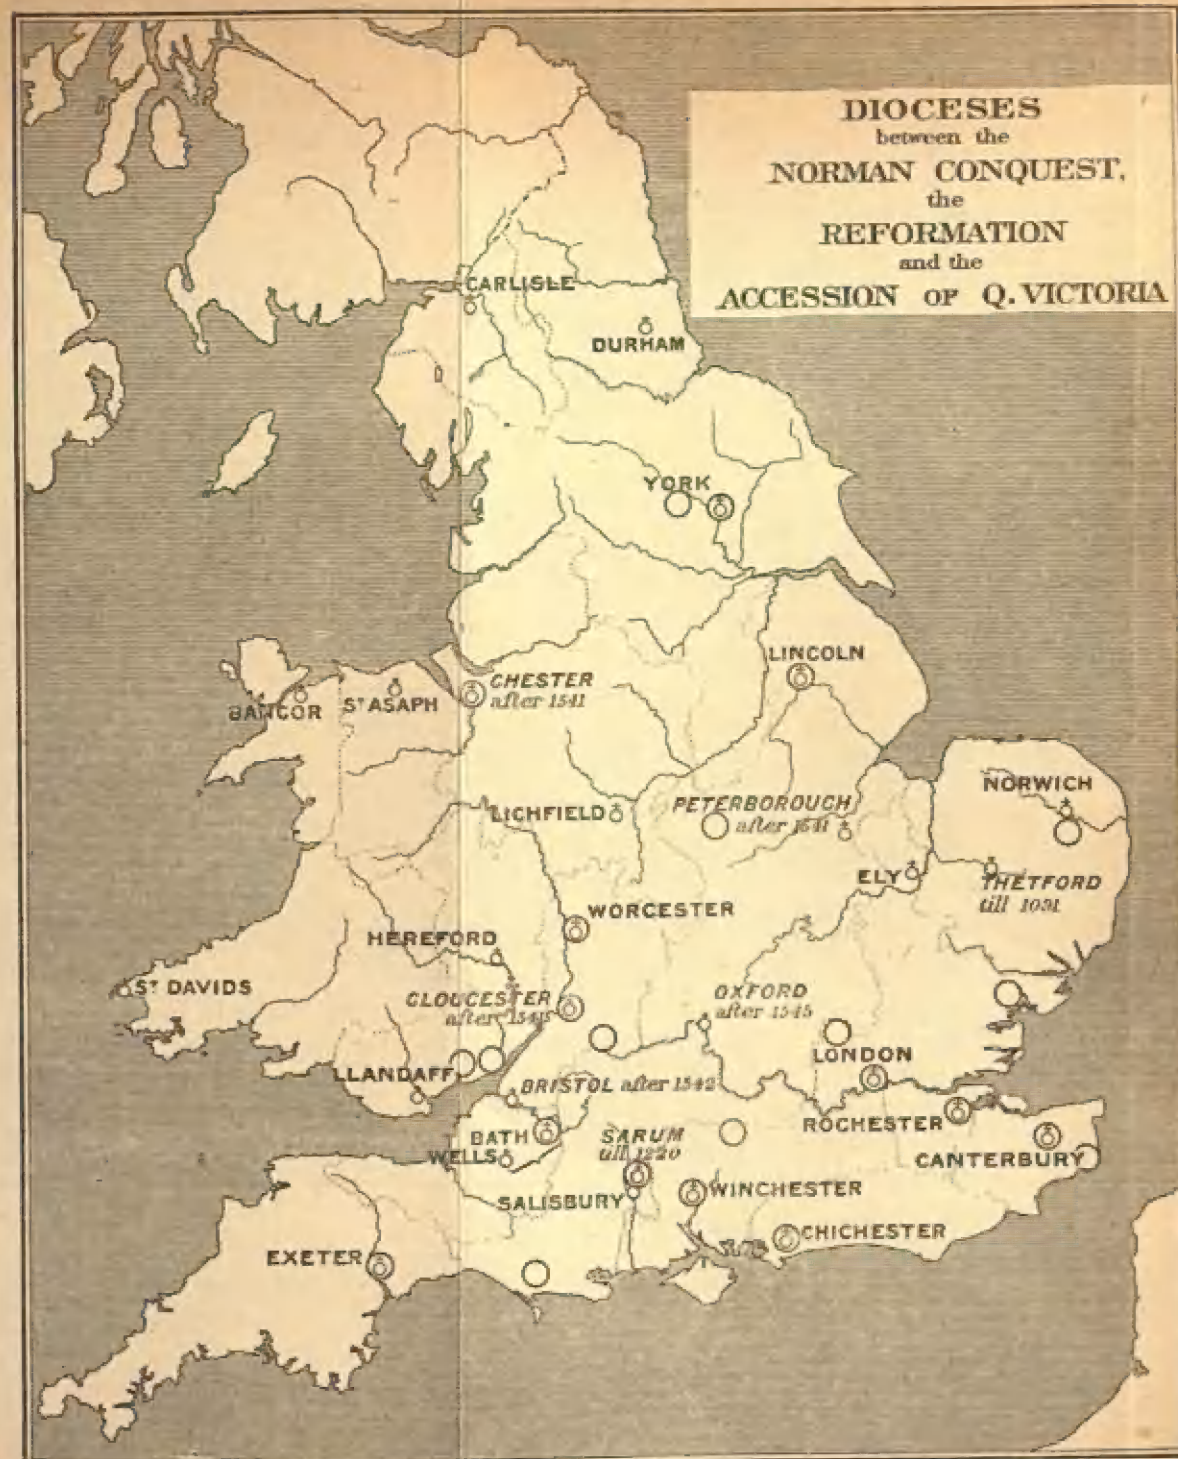 DIOCESES
between the
NORMAN CONQUEST,
the
REFORMATION
and the
ACCESSION OF Q. VICTORIA
CARLISLE
DURHAM
YORK
LINCOLN
CHESTER
after 1541
BANGOR
ST ASAPH
NORWICH
LICHFIELD
PETERBOROUGH
after 1541
ELY
THETFORD
till 1091
WORCESTER
HEREFORD
ST DAVIDS
GLOUCESTER
after
OXFORD
after 1545
LONDON
LLANDAFF
BRISTOL after 1542
ROCHESTER
BATH
SARUM
till 1220
WELLS
CANTERBURY
SALISBURY
WINCHESTER
CHICHESTER
EXETER